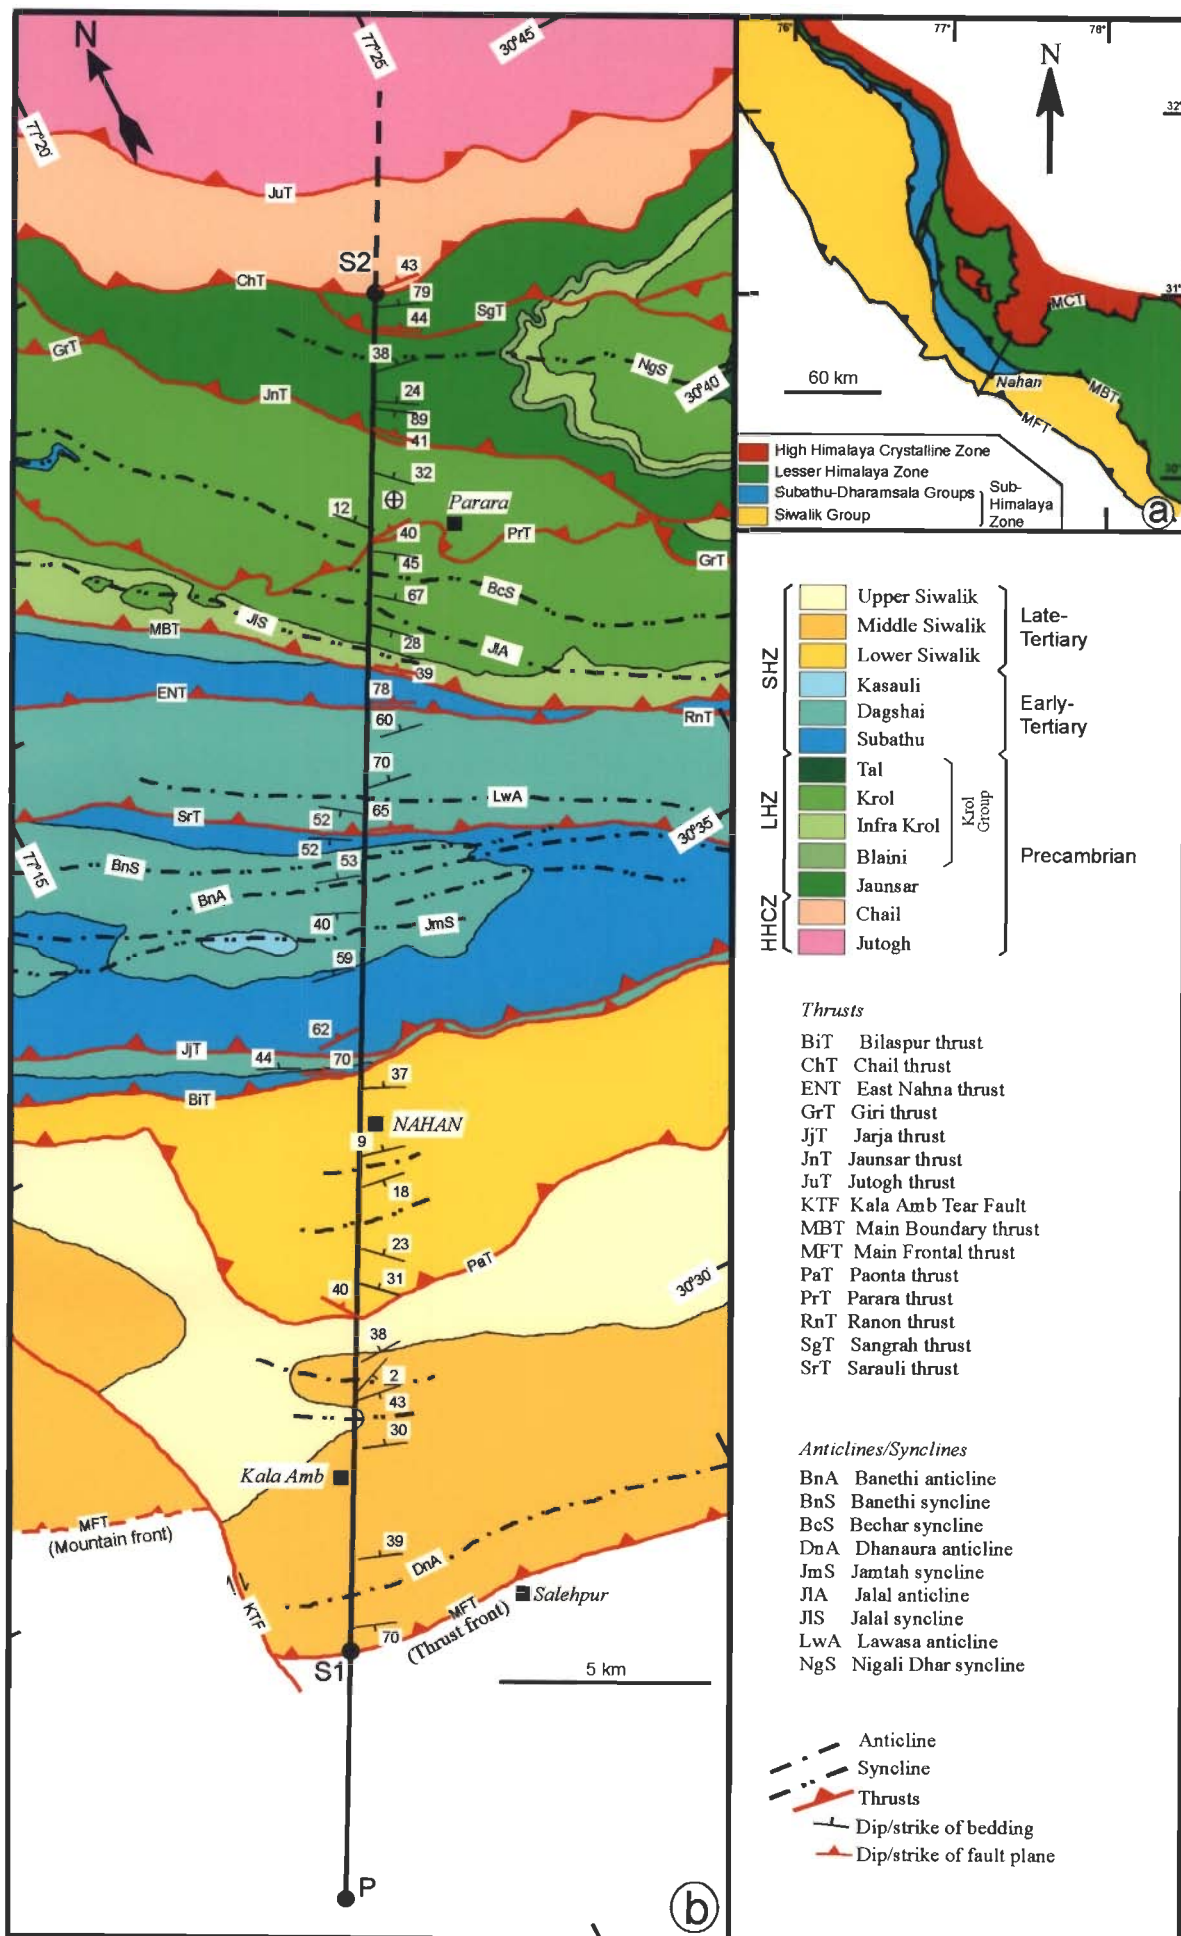 N
77°25'
30°45'
77°20'
JuT
S2
43
ChT
79
44
SgT
GrT
38
NgS
30°40'
24
JnT
89
41
32
12
Parara
40
PrT
45
GrT
BcS
67
JlS
MBT
28
JlA
39
78
ENT
60
RnT
70
LwA
SrT
52
65
30°35'
52
53
77°15
BnS
BnA
40
JmS
59
62
JjT
44
70
37
BiT
NAHAN
9
18
23
PaT
31
40
30°30'
38
2
43
30
Kala Amb
MFT
(Mountain front)
39
DnA
KTF
MFT
(Thrust front)
Salehpur
70
S1
5 km
P
b
76°
77°
78°
N
32°
31°
MCT
60 km
Nahan
MBT
MFT
30°
High Himalaya Crystalline Zone
Lesser Himalaya Zone
Subathu-Dharamsala Groups
Siwalik Group
Sub-
Himalaya
Zone
a
SHZ
LHZ
HHCZ
Upper Siwalik
Middle Siwalik
Lower Siwalik
Kasauli
Dagshai
Subathu
Tal
Krol
Infra Krol
Blaini
Jaunsar
Chail
Jutogh
Krol
Group
Late-
Tertiary
Early-
Tertiary
Precambrian
Thrusts
BiT Bilaspur thrust
ChT Chail thrust
ENT East Nahna thrust
GrT Giri thrust
JjT Jarja thrust
JnT Jaunsar thrust
JuT Jutogh thrust
KTF Kala Amb Tear Fault
MBT Main Boundary thrust
MFT Main Frontal thrust
PaT Paonta thrust
PrT Parara thrust
RnT Ranon thrust
SgT Sangrah thrust
SrT Sarauli thrust
Anticlines/Synclines
BnA Banethi anticline
BnS Banethi syncline
BcS Bechar syncline
DnA Dhanaura anticline
JmS Jamtah syncline
JlA Jalal anticline
JlS Jalal syncline
LwA Lawasa anticline
NgS Nigali Dhar syncline
Anticline
Syncline
Thrusts
Dip/strike of bedding
Dip/strike of fault plane